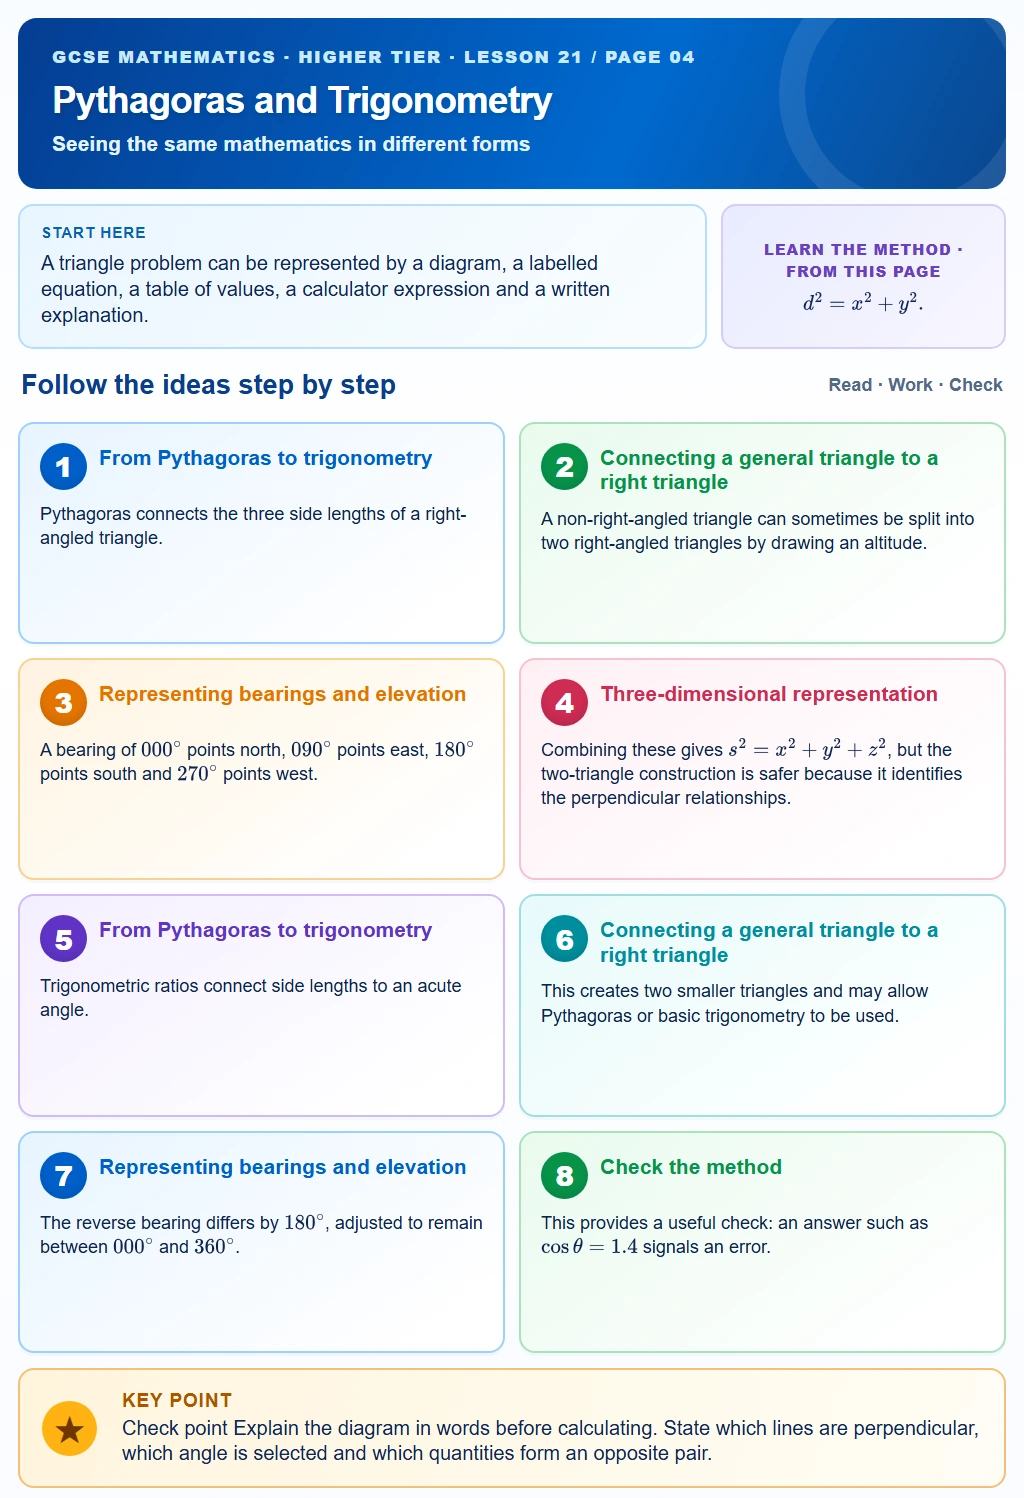 GCSE MATHEMATICS · HIGHER TIER · LESSON 21 / PAGE 04
Pythagoras and Trigonometry
Seeing the same mathematics in different forms
START HERE
A triangle problem can be represented by a diagram, a labelled
equation, a table of values, a calculator expression and a written
explanation.
LEARN THE METHOD ·
FROM THIS PAGE
d² = x² + y².
Follow the ideas step by step
Read · Work · Check
1
From Pythagoras to trigonometry
Pythagoras connects the three side lengths of a right-
angled triangle.
2
Connecting a general triangle to a
right triangle
A non-right-angled triangle can sometimes be split into
two right-angled triangles by drawing an altitude.
3
Representing bearings and elevation
A bearing of 000° points north, 090° points east, 180°
points south and 270° points west.
4
Three-dimensional representation
Combining these gives s² = x² + y² + z², but the
two-triangle construction is safer because it identifies
the perpendicular relationships.
5
From Pythagoras to trigonometry
Trigonometric ratios connect side lengths to an acute
angle.
6
Connecting a general triangle to a
right triangle
This creates two smaller triangles and may allow
Pythagoras or basic trigonometry to be used.
7
Representing bearings and elevation
The reverse bearing differs by 180°, adjusted to remain
between 000° and 360°.
8
Check the method
This provides a useful check: an answer such as
cos θ = 1.4 signals an error.
KEY POINT
Check point Explain the diagram in words before calculating. State which lines are perpendicular,
which angle is selected and which quantities form an opposite pair.